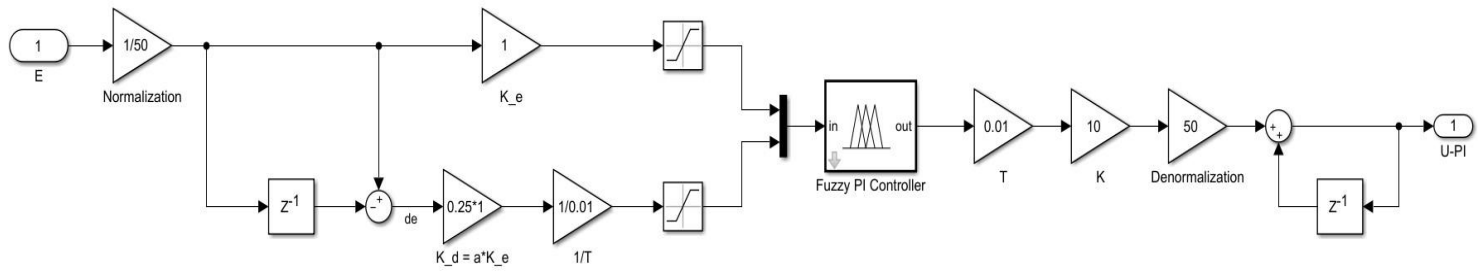 1
E
1/50
Normalization
1
K_e
Z-1
+
−
de
0.25*1
K_d = a*K_e
1/0.01
1/T
in
out
Fuzzy PI Controller
0.01
T
10
K
50
Denormalization
+
+
Z-1
1
U-PI